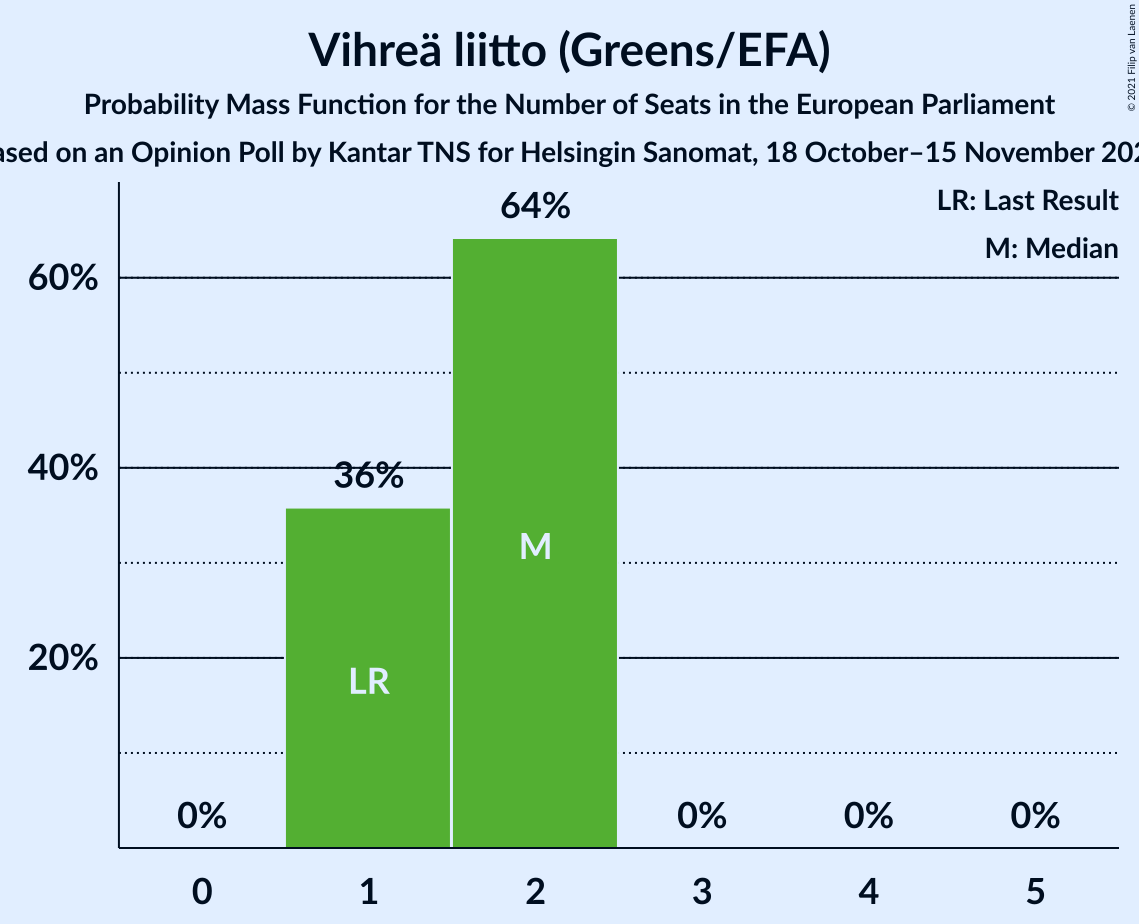 Vihreä liitto (Greens/EFA)
Probability Mass Function for the Number of Seats in the European Parliament
ased on an Opinion Poll by Kantar TNS for Helsingin Sanomat, 18 October–15 November 202
© 2021 Filip van Laenen
LR: Last Result
M: Median
64%
60%
40%
36%
20%
M
LR
0%
0%
0%
0%
0
1
2
3
4
5